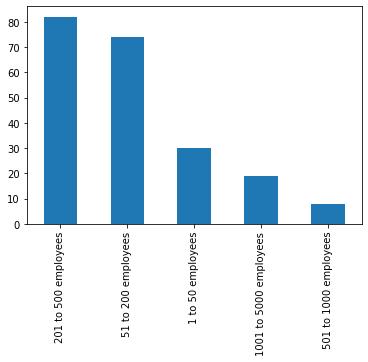 80
70
60
50
40
30
20
10
0
201 to 500 employees
51 to 200 employees
1 to 50 employees
1001 to 5000 employees
501 to 1000 employees